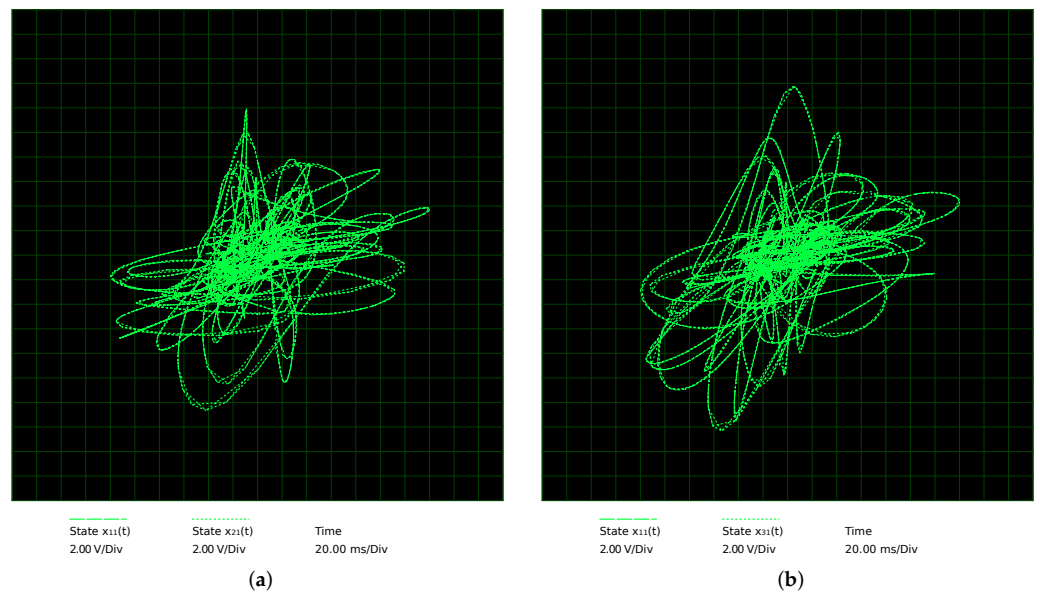 State x₁₁(t) State x₂₁(t) Time
2.00 V/Div 2.00 V/Div 20.00 ms/Div
(a)
State x₁₁(t) State x₃₁(t) Time
2.00 V/Div 2.00 V/Div 20.00 ms/Div
(b)